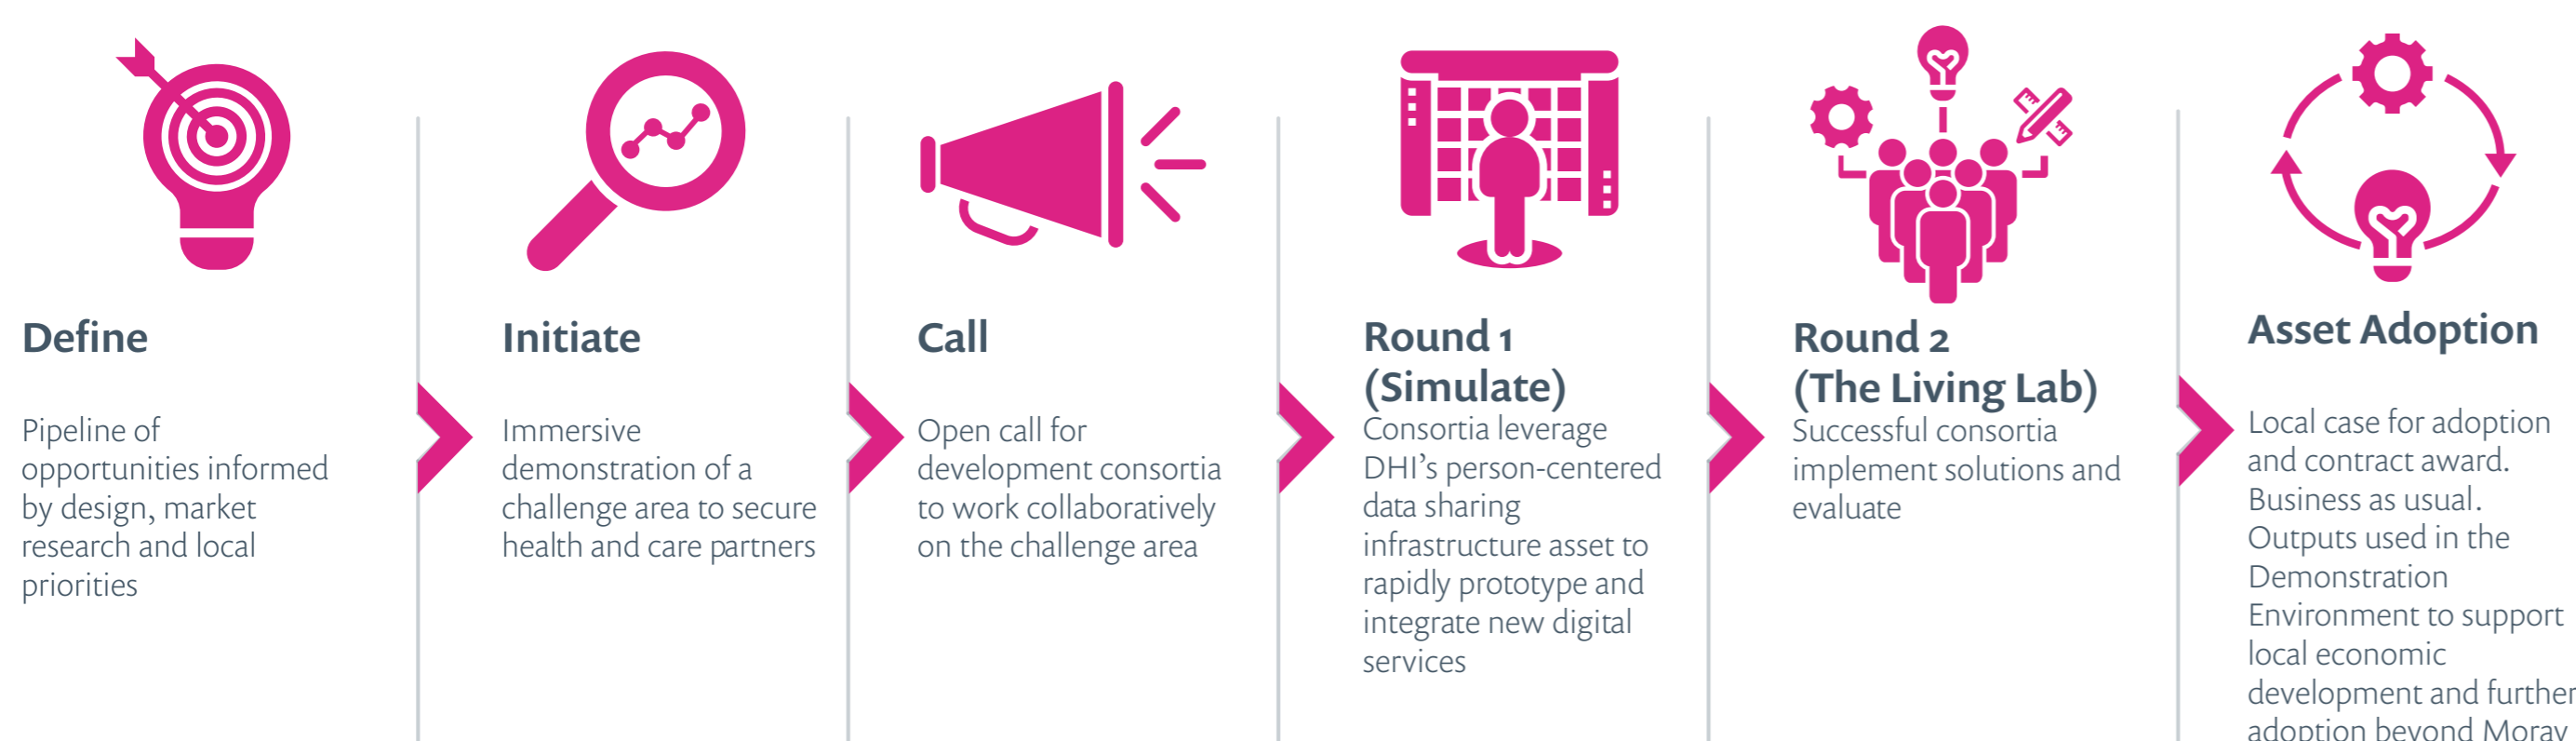 Define
Pipeline of
opportunities informed
by design, market
research and local
priorities
Initiate
Immersive
demonstration of a
challenge area to secure
health and care partners
Call
Open call for
development consortia
to work collaboratively
on the challenge area
Round 1
(Simulate)
Consortia leverage
DHI's person-centered
data sharing
infrastructure asset to
rapidly prototype and
integrate new digital
services
Round 2
(The Living Lab)
Successful consortia
implement solutions and
evaluate
Asset Adoption
Local case for adoption
and contract award.
Business as usual.
Outputs used in the
Demonstration
Environment to support
local economic
development and further
adoption beyond Moray